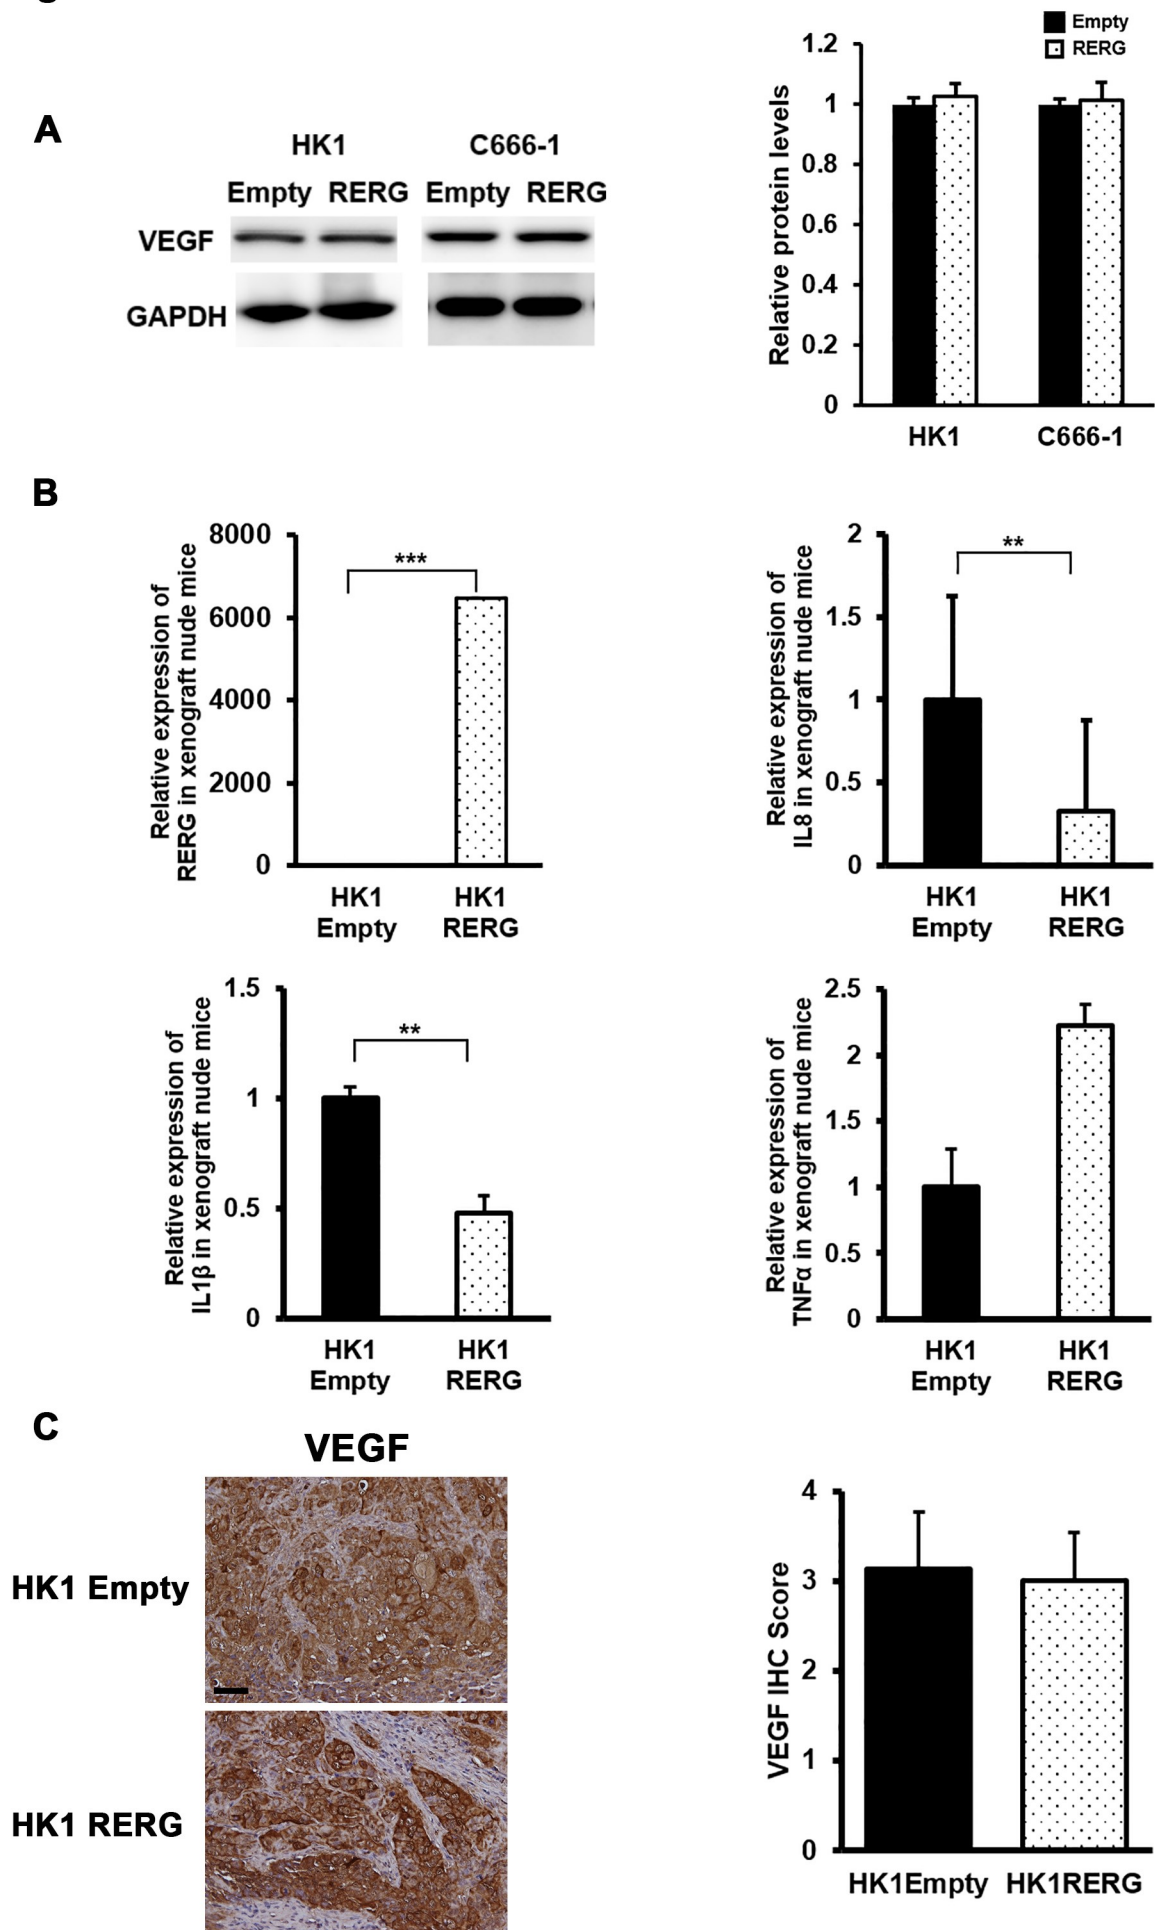 A
HK1 C666-1
Empty RERG Empty RERG
VEGF
GAPDH
Empty
RERG
Relative protein levels
1.2
1
0.8
0.6
0.4
0.2
0
HK1 C666-1
B
Relative expression of
RERG in xenograft nude mice
8000
6000
4000
2000
0
***
HK1 HK1
Empty RERG
Relative expression of
IL8 in xenograft nude mice
2
1.5
1
0.5
0
**
HK1 HK1
Empty RERG
Relative expression of
IL1β in xenograft nude mice
1.5
1
0.5
0
**
HK1 HK1
Empty RERG
Relative expression of
TNFα in xenograft nude mice
2.5
2
1.5
1
0.5
0
HK1 HK1
Empty RERG
C
VEGF
HK1 Empty
HK1 RERG
VEGF IHC Score
4
3
2
1
0
HK1Empty HK1RERG